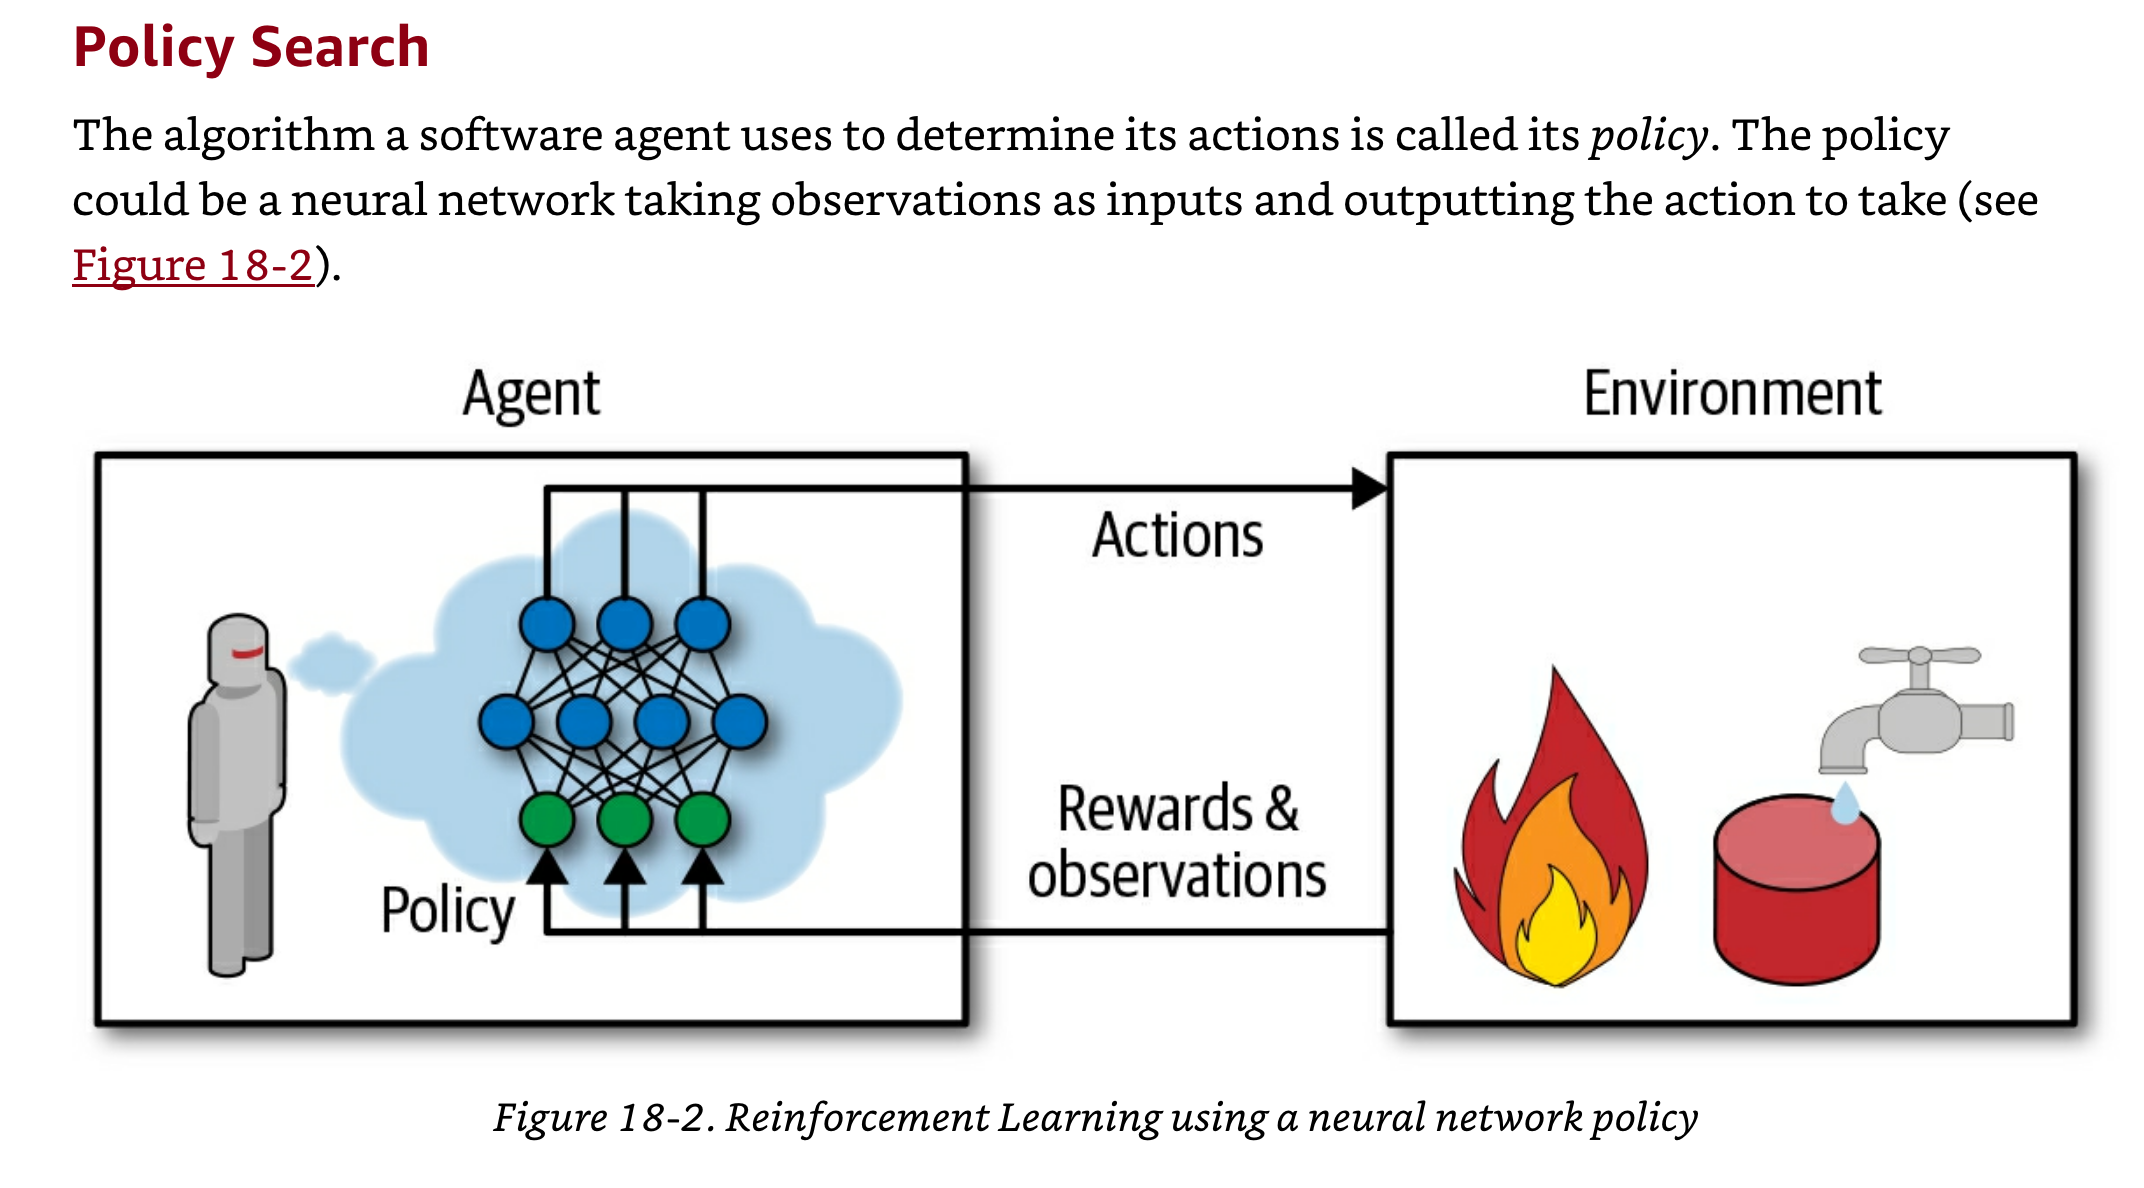 Policy Search
The algorithm a software agent uses to determine its actions is called its policy. The policy
could be a neural network taking observations as inputs and outputting the action to take (see
Figure 18-2).
Agent
Environment
Actions
Rewards &
observations
Policy
Figure 18-2. Reinforcement Learning using a neural network policy